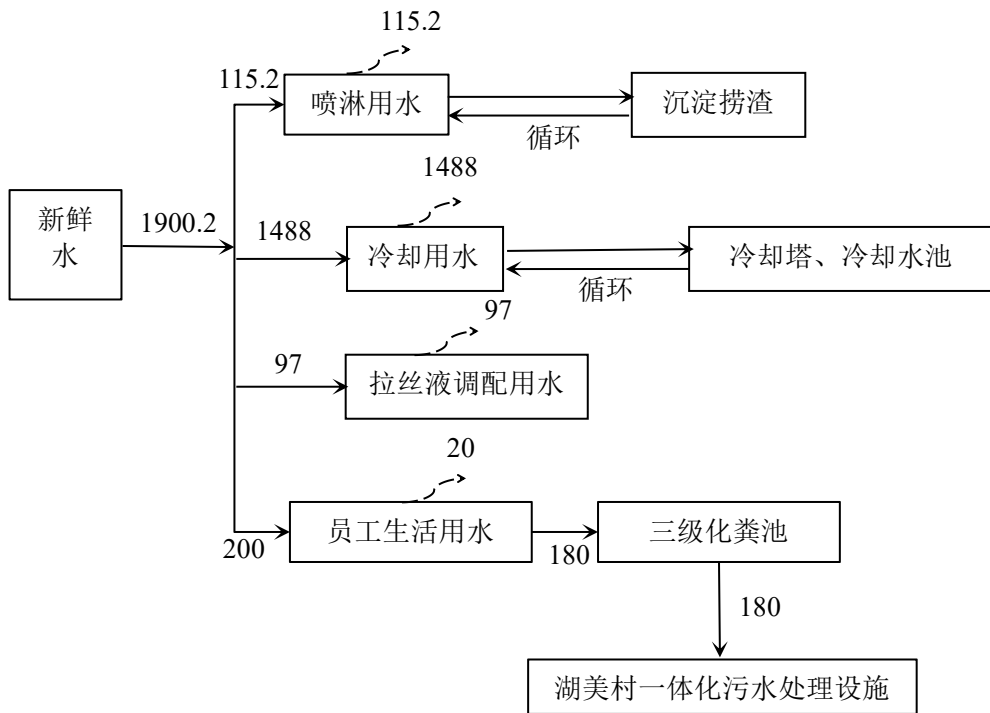 115.2
115.2
喷淋用水
沉淀捞渣
循环
1488
新鲜
水
1900.2
1488
冷却用水
冷却塔、冷却水池
循环
97
97
拉丝液调配用水
20
员工生活用水
三级化粪池
200
180
180
湖美村一体化污水处理设施